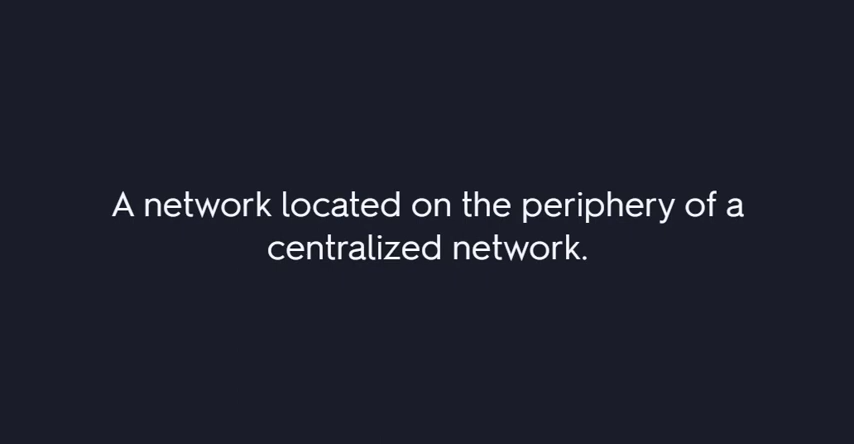 A network located on the periphery of a
centralized network.